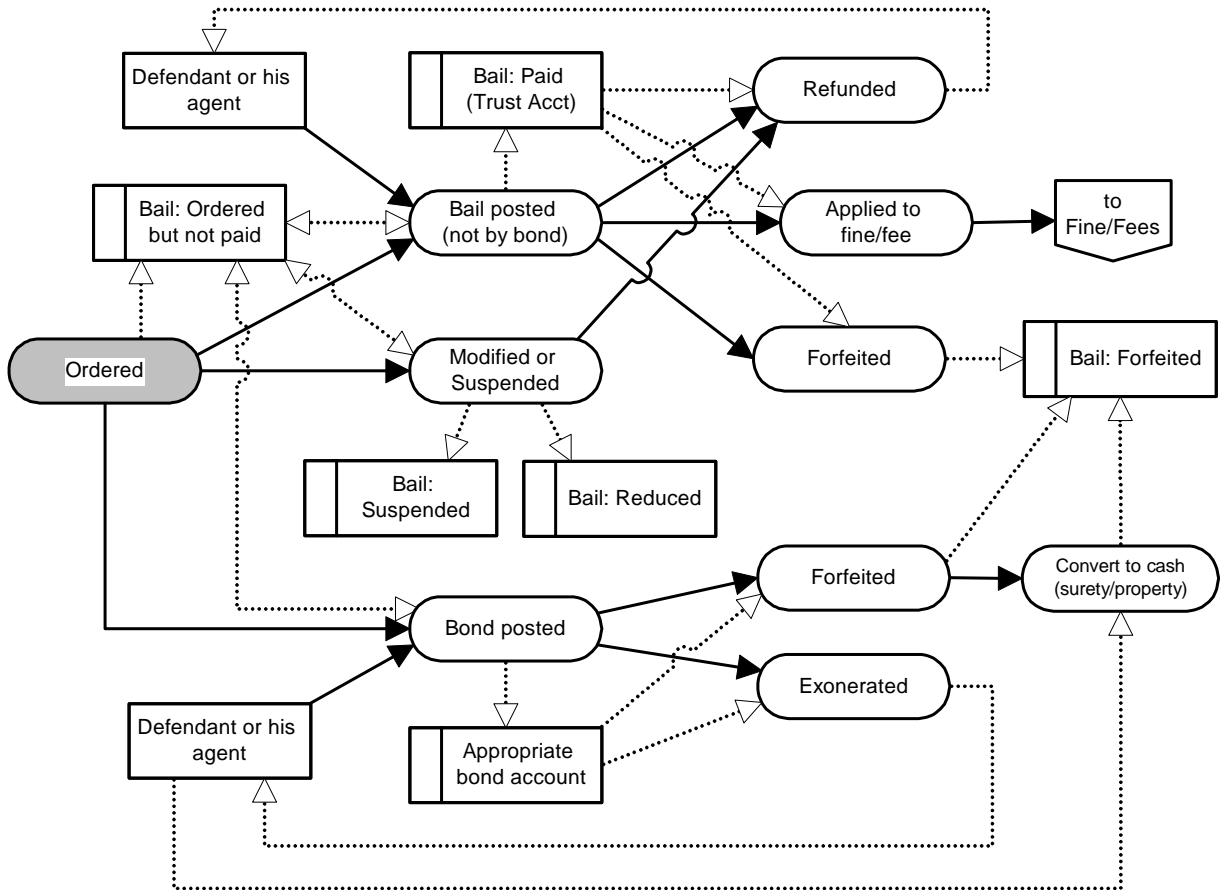 Defendant or his
agent
Bail: Paid
(Trust Acct)
Refunded
Bail: Ordered
but not paid
Bail posted
(not by bond)
Applied to
fine/fee
to
Fine/Fees
Ordered
Modified or
Suspended
Forfeited
Bail: Forfeited
Bail:
Suspended
Bail: Reduced
Forfeited
Convert to cash
(surety/property)
Bond posted
Exonerated
Defendant or his
agent
Appropriate
bond account